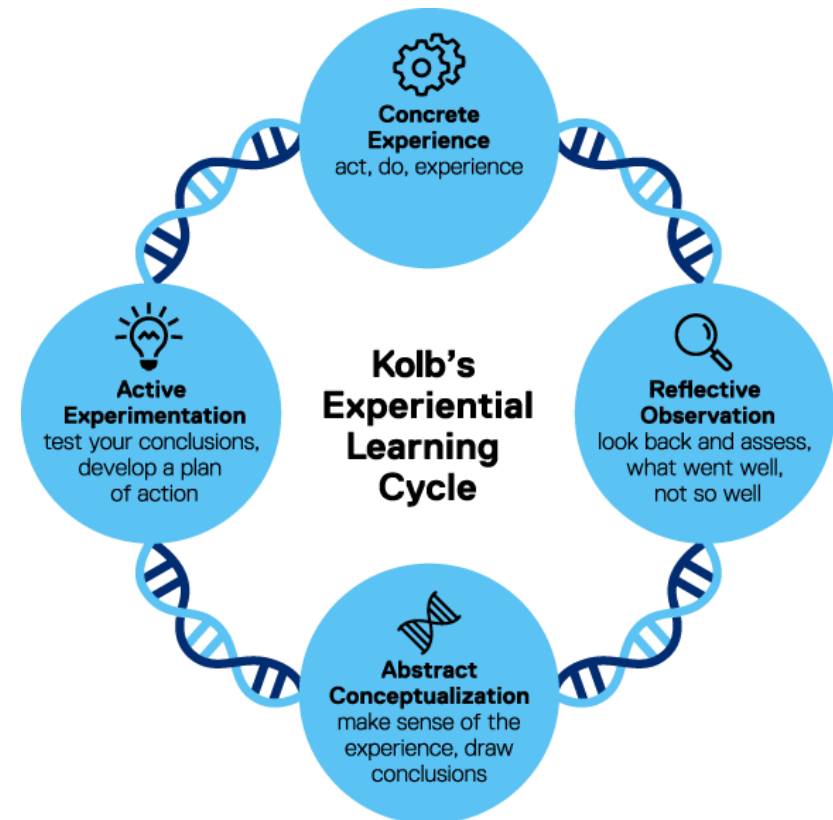 Concrete
Experience
act, do, experience
Kolb's
Experiential
Learning
Cycle
Active
Experimentation
test your conclusions,
develop a plan
of action
Reflective
Observation
look back and assess,
what went well,
not so well
Abstract
Conceptualization
make sense of the
experience, draw
conclusions